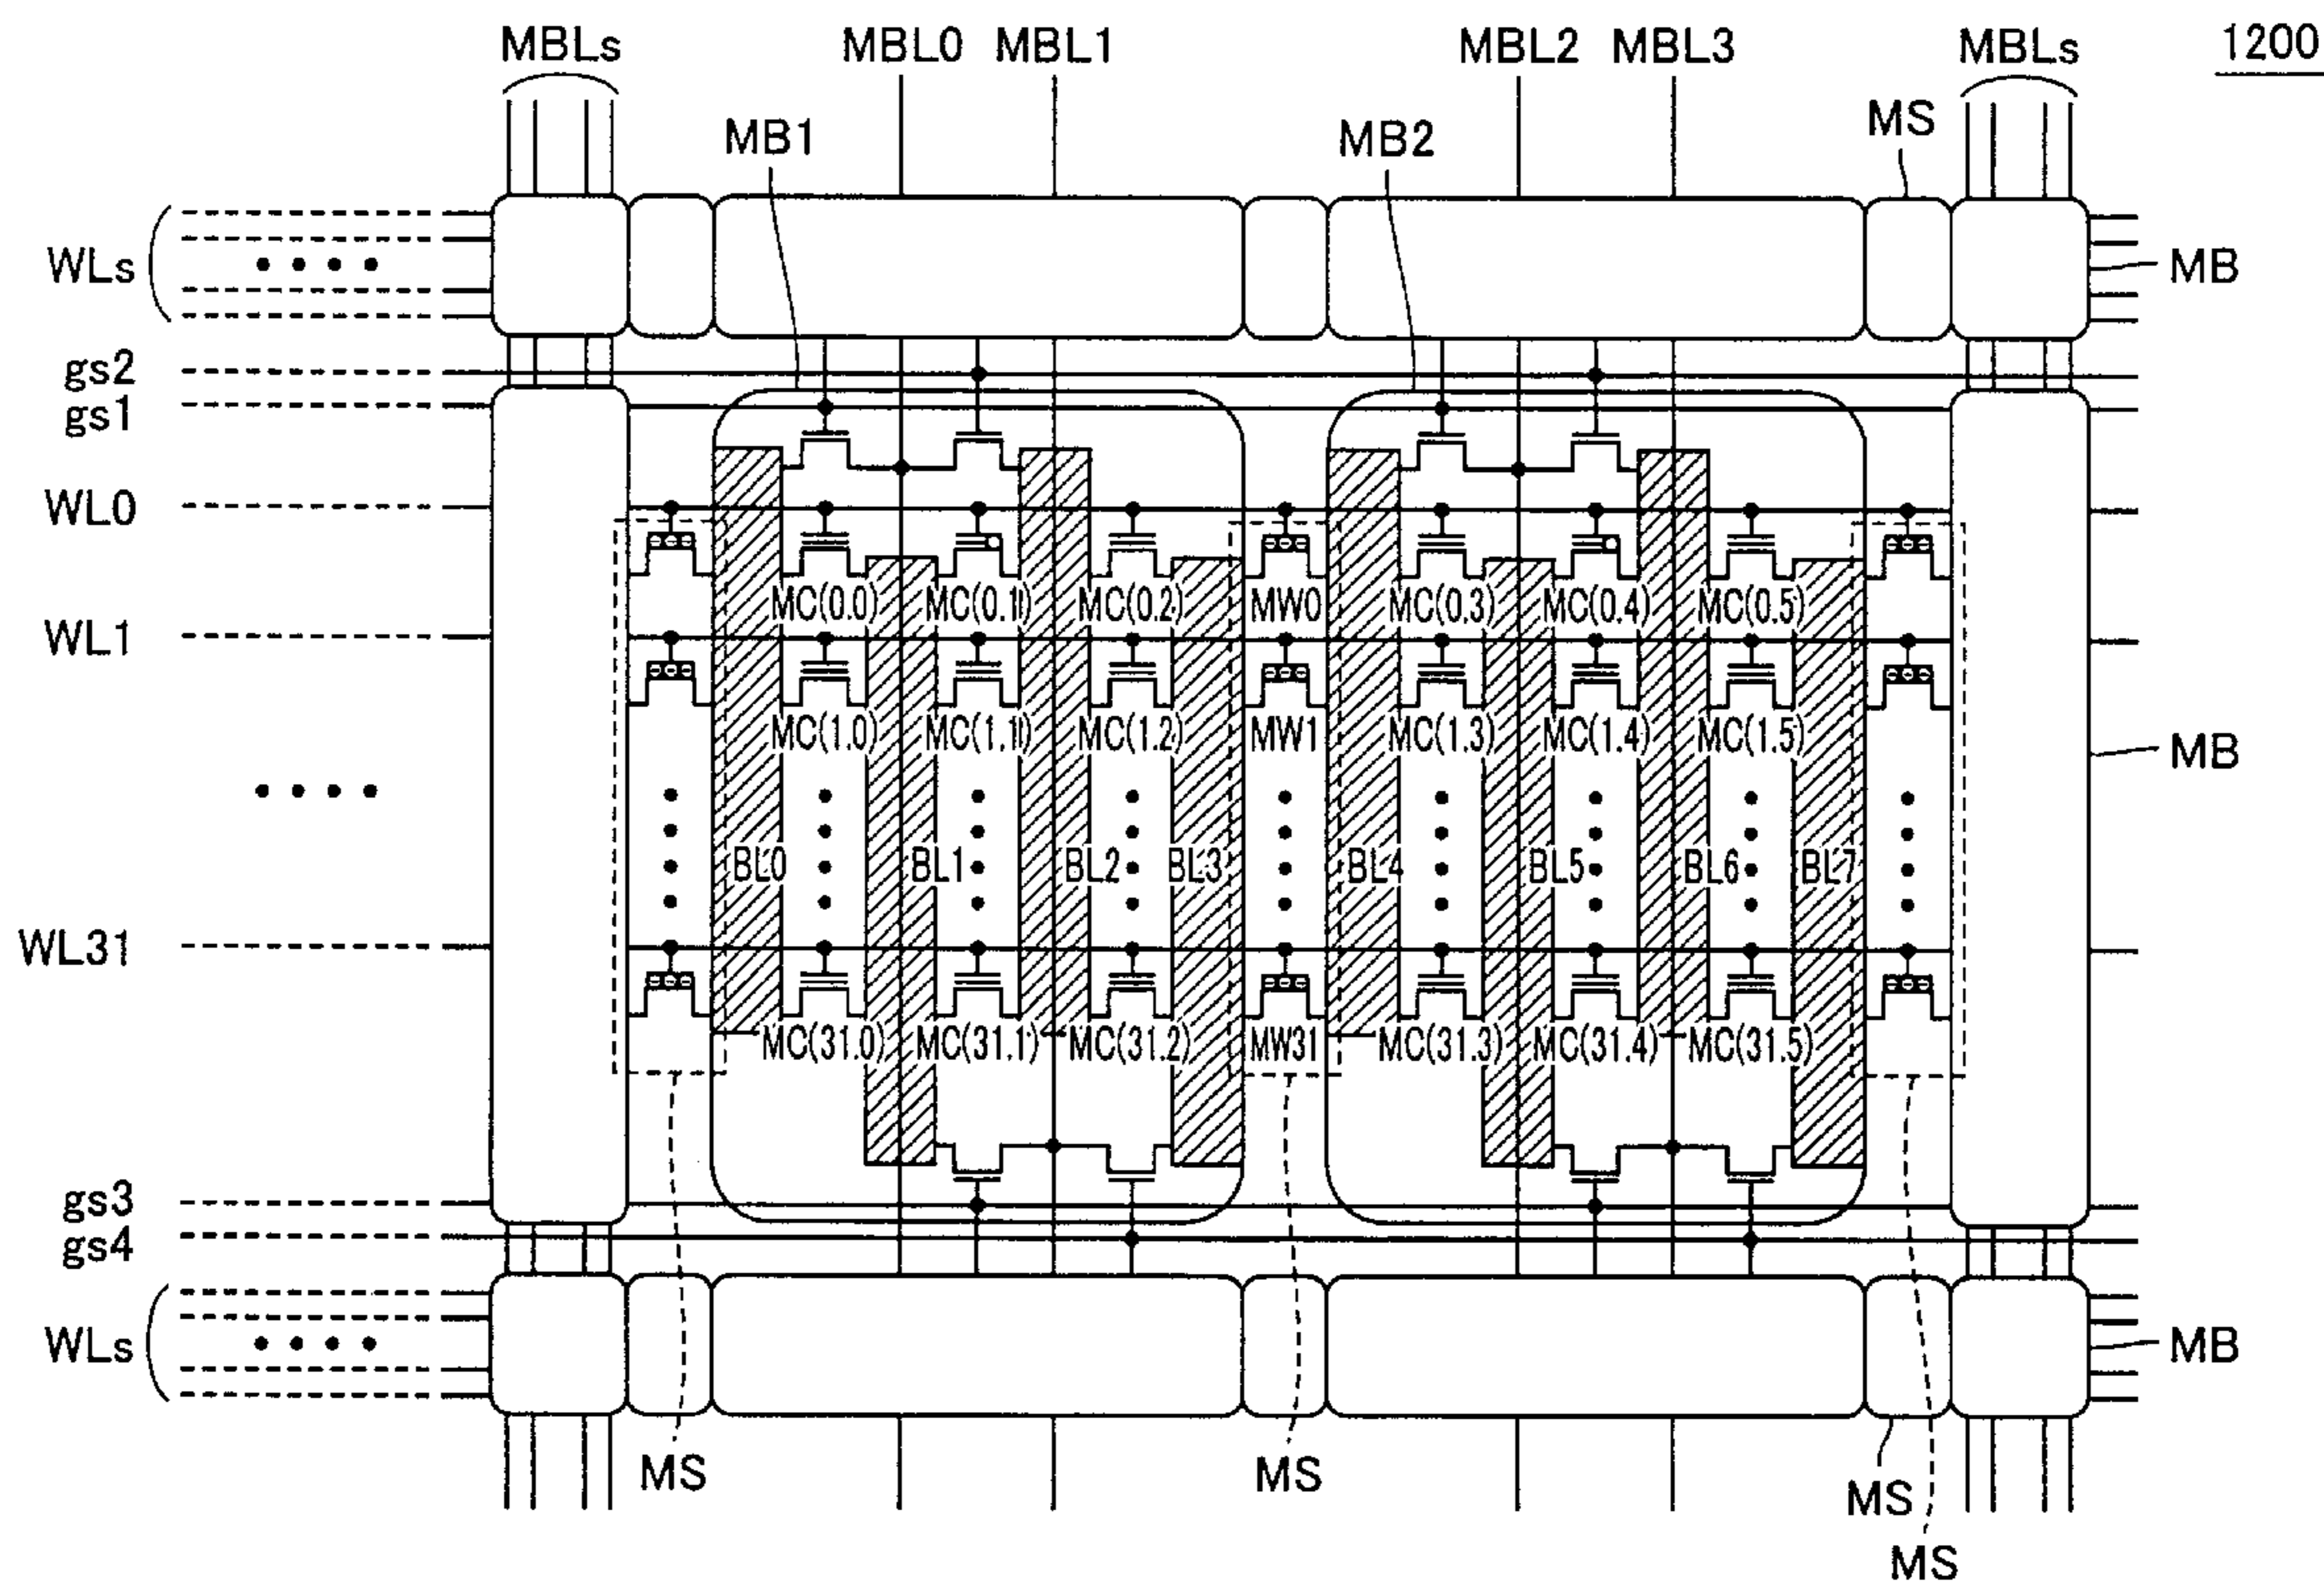 MBLs MBL0 MBL1 MBL2 MBL3 MBLs 1200
MB1 MB2 MS
WLs MB
gs2
gs1
WL0
MC(0.0) MC(0.1) MC(0.2) MW0 MC(0.3) MC(0.4) MC(0.5)
WL1
MC(1.0) MC(1.1) MC(1.2) MW1 MC(1.3) MC(1.4) MC(1.5)
MB
BL0 BL1 BL2 BL3 BL4 BL5 BL6 BL7
WL31
MC(31.0) MC(31.1) MC(31.2) MW31 MC(31.3) MC(31.4) MC(31.5)
gs3
gs4
WLs MB
MS MS MS
MS